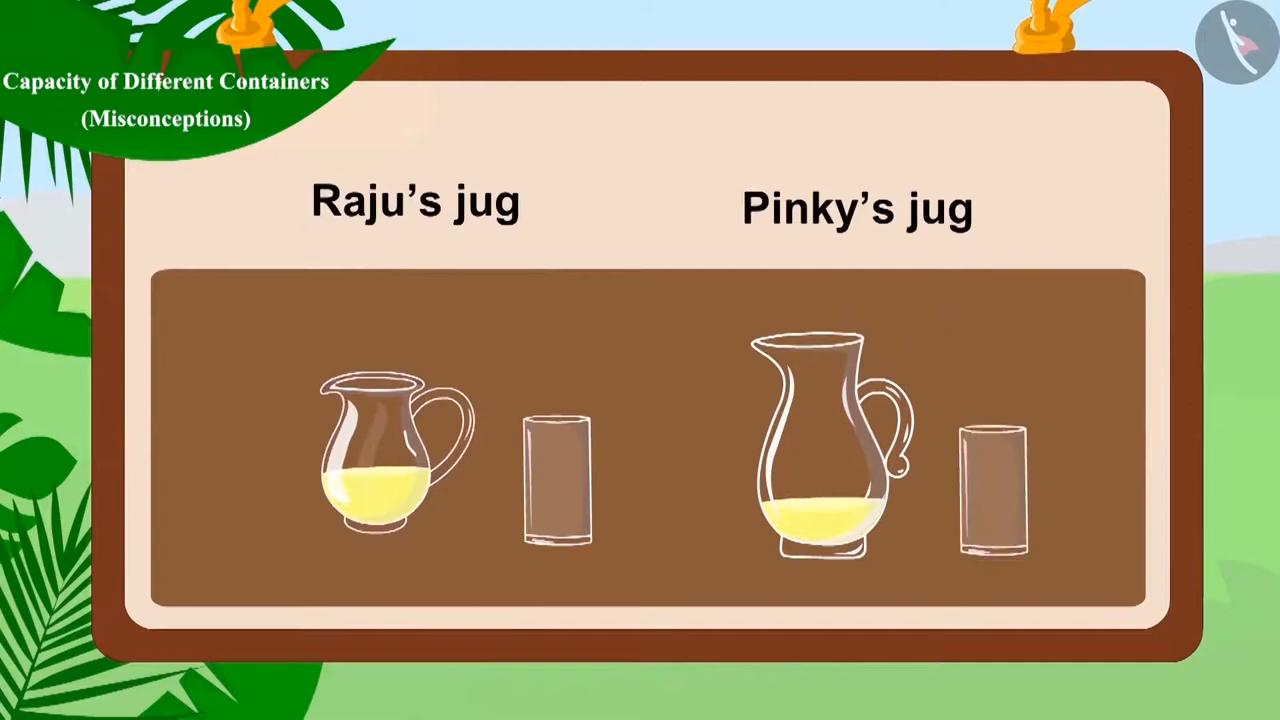 Capacity of Different Containers
(Misconceptions)
Raju's jug
Pinky's jug